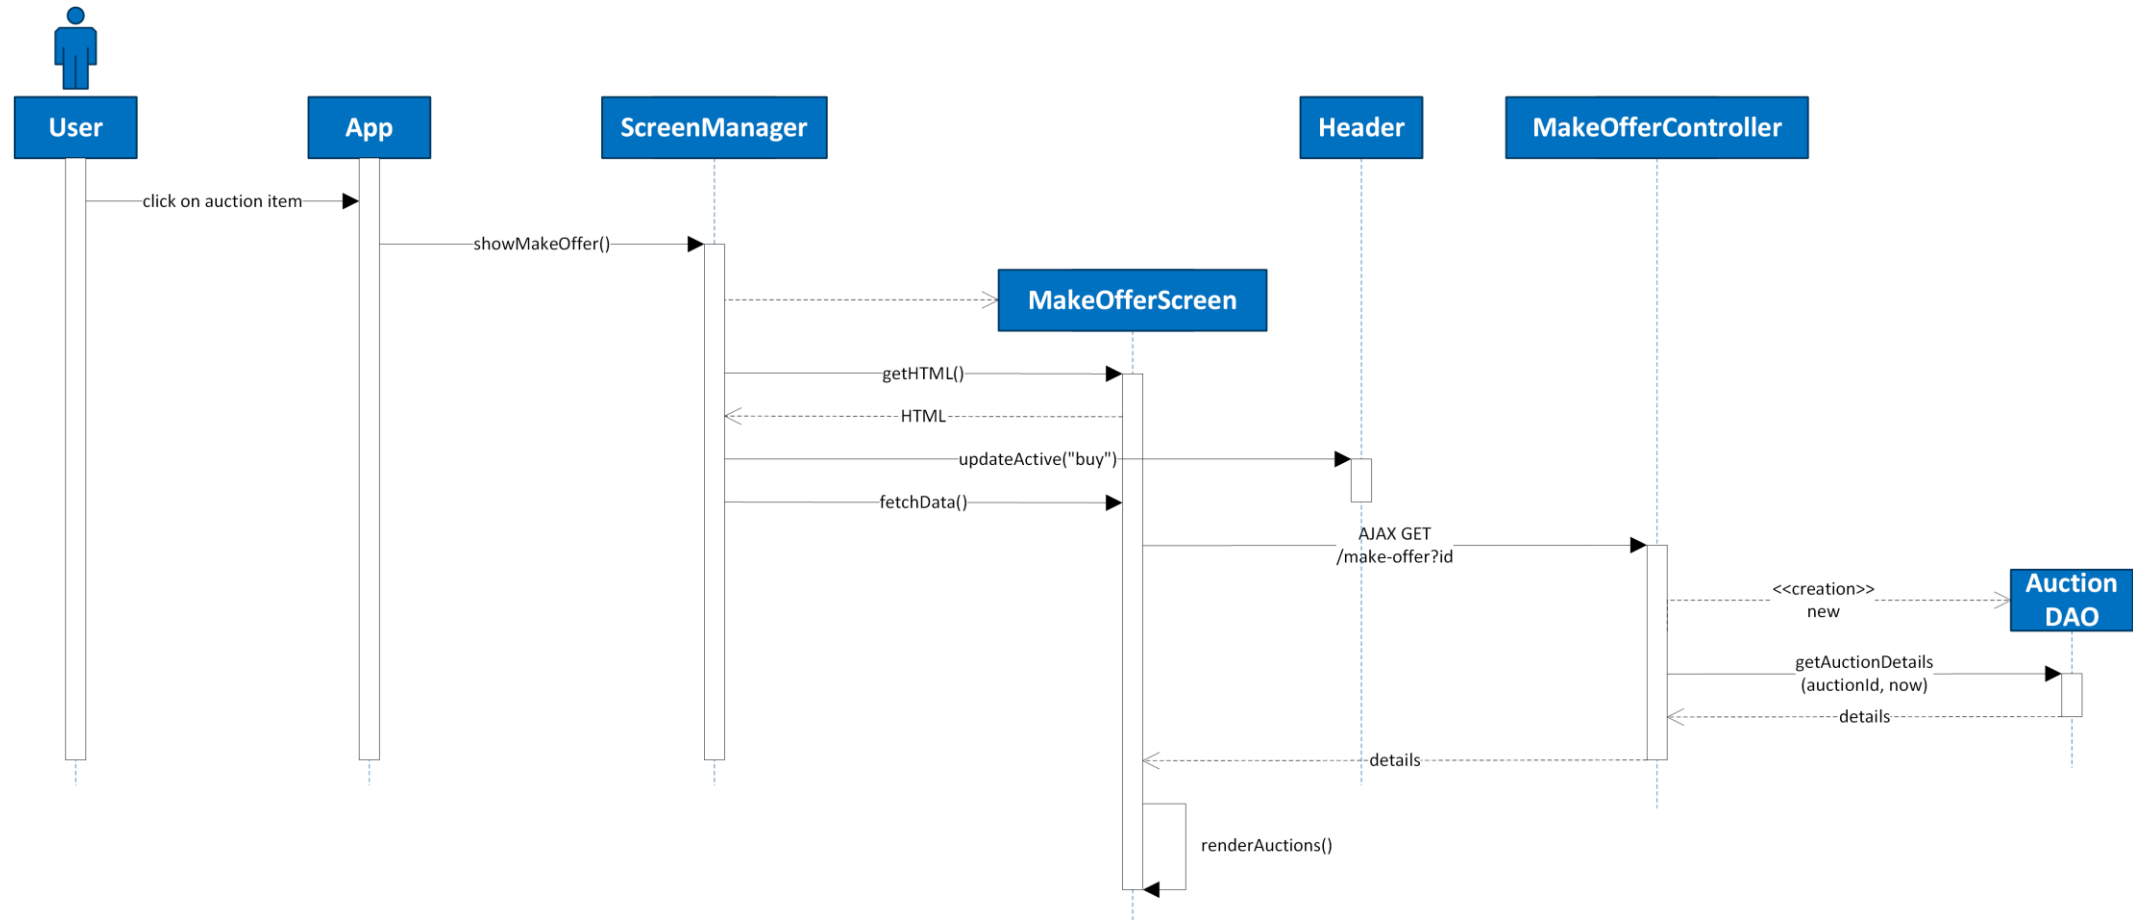 User
App
ScreenManager
Header
MakeOfferController
click on auction item
showMakeOffer()
MakeOfferScreen
getHTML()
HTML
updateActive("buy")
fetchData()
AJAX GET
/make-offer?id
<<creation>>
new
Auction
DAO
getAuctionDetails
(auctionId, now)
details
details
renderAuctions()